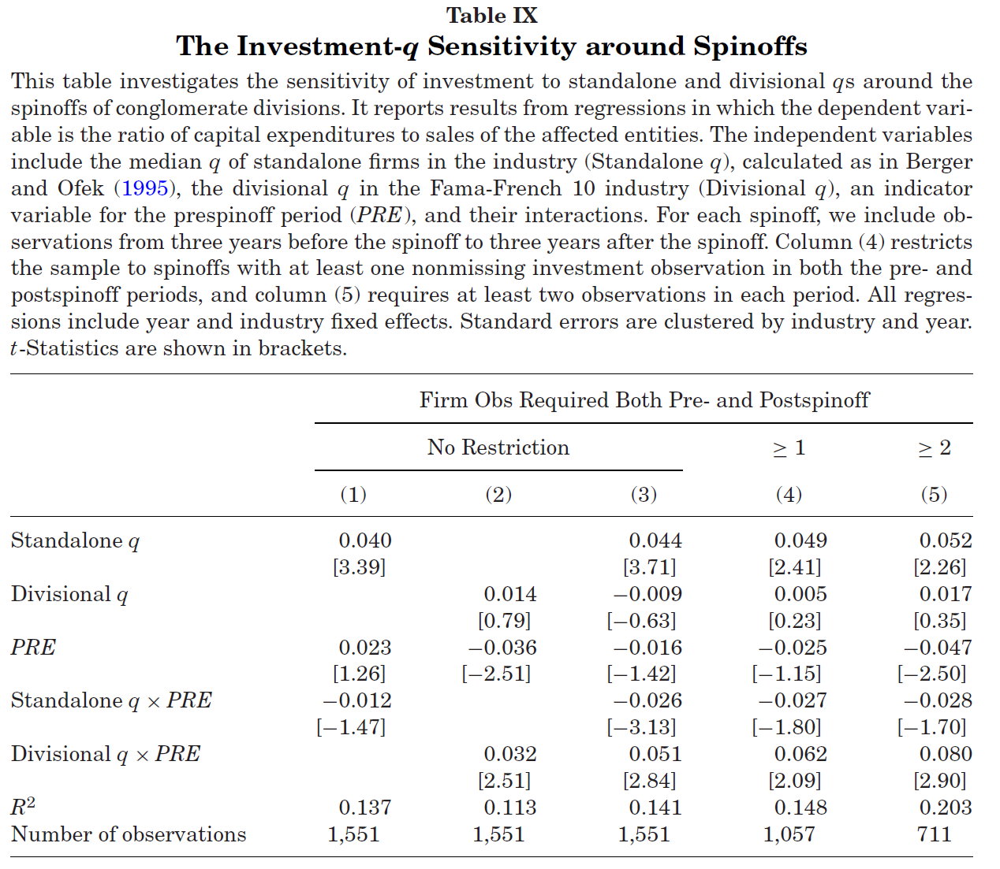 Table IX
The Investment-q Sensitivity around Spinoffs
This table investigates the sensitivity of investment to standalone and divisional qs around the
spinoffs of conglomerate divisions. It reports results from regressions in which the dependent vari-
able is the ratio of capital expenditures to sales of the affected entities. The independent variables
include the median q of standalone firms in the industry (Standalone q), calculated as in Berger
and Ofek (1995), the divisional q in the Fama-French 10 industry (Divisional q), an indicator
variable for the prespinoff period (PRE), and their interactions. For each spinoff, we include ob-
servations from three years before the spinoff to three years after the spinoff. Column (4) restricts
the sample to spinoffs with at least one nonmissing investment observation in both the pre- and
postspinoff periods, and column (5) requires at least two observations in each period. All regres-
sions include year and industry fixed effects. Standard errors are clustered by industry and year.
t-Statistics are shown in brackets.
Firm Obs Required Both Pre- and Postspinoff
No Restriction ≥ 1 ≥ 2
(1) (2) (3) (4) (5)
Standalone q 0.040 0.044 0.049 0.052
[3.39] [3.71] [2.41] [2.26]
Divisional q 0.014 −0.009 0.005 0.017
[0.79] [−0.63] [0.23] [0.35]
PRE 0.023 −0.036 −0.016 −0.025 −0.047
[1.26] [−2.51] [−1.42] [−1.15] [−2.50]
Standalone q × PRE −0.012 −0.026 −0.027 −0.028
[−1.47] [−3.13] [−1.80] [−1.70]
Divisional q × PRE 0.032 0.051 0.062 0.080
[2.51] [2.84] [2.09] [2.90]
R² 0.137 0.113 0.141 0.148 0.203
Number of observations 1,551 1,551 1,551 1,057 711